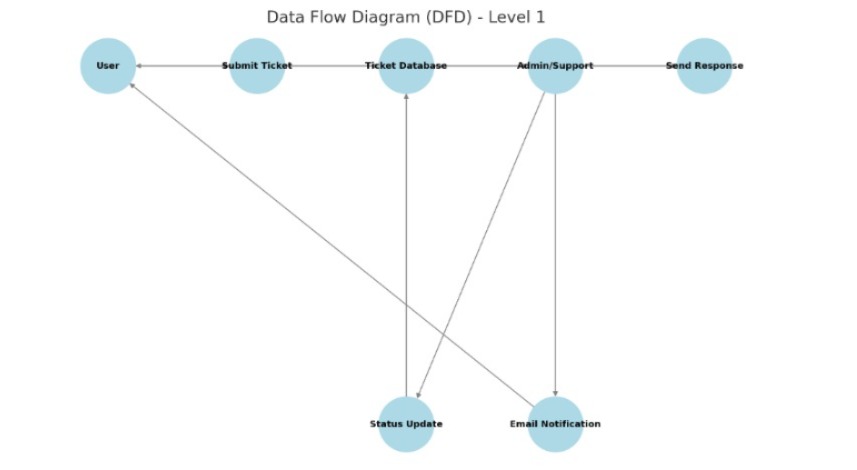 Data Flow Diagram (DFD) - Level 1
User
Submit Ticket
Ticket Database
Admin/Support
Send Response
Status Update
Email Notification